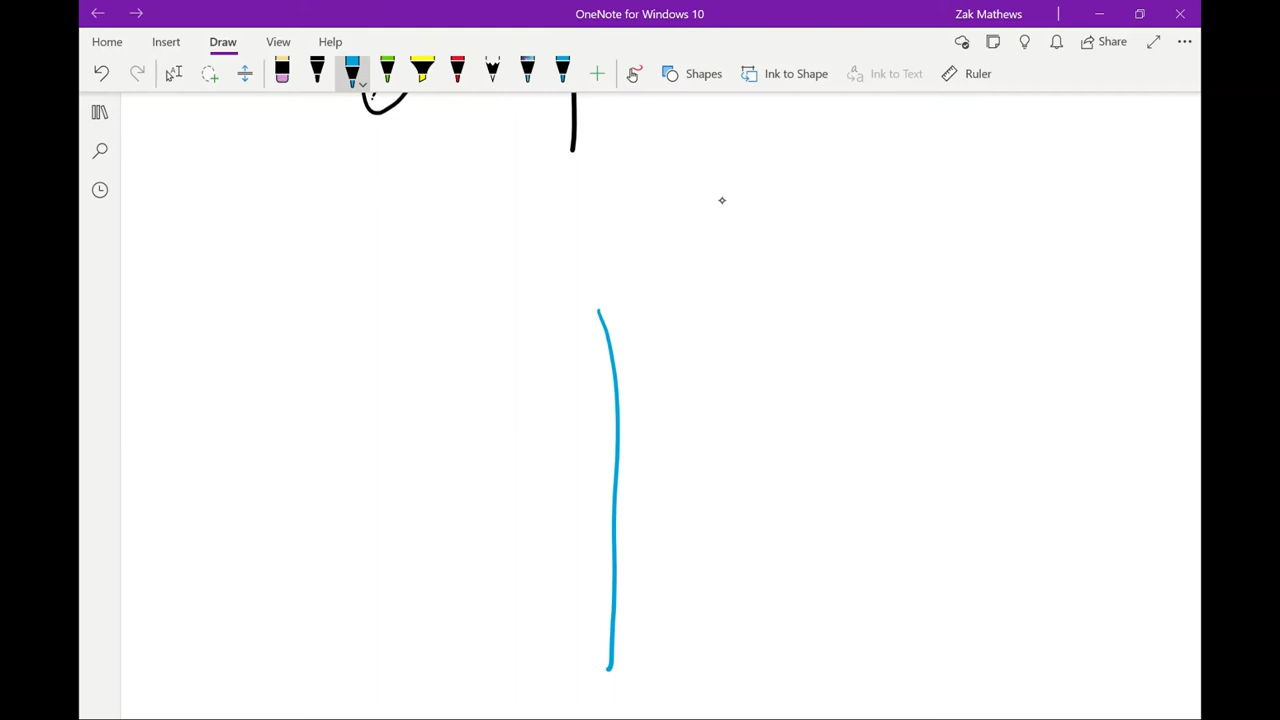 OneNote for Windows 10
Zak Mathews
Home Insert Draw View Help
Share
Shapes Ink to Shape Ink to Text Ruler